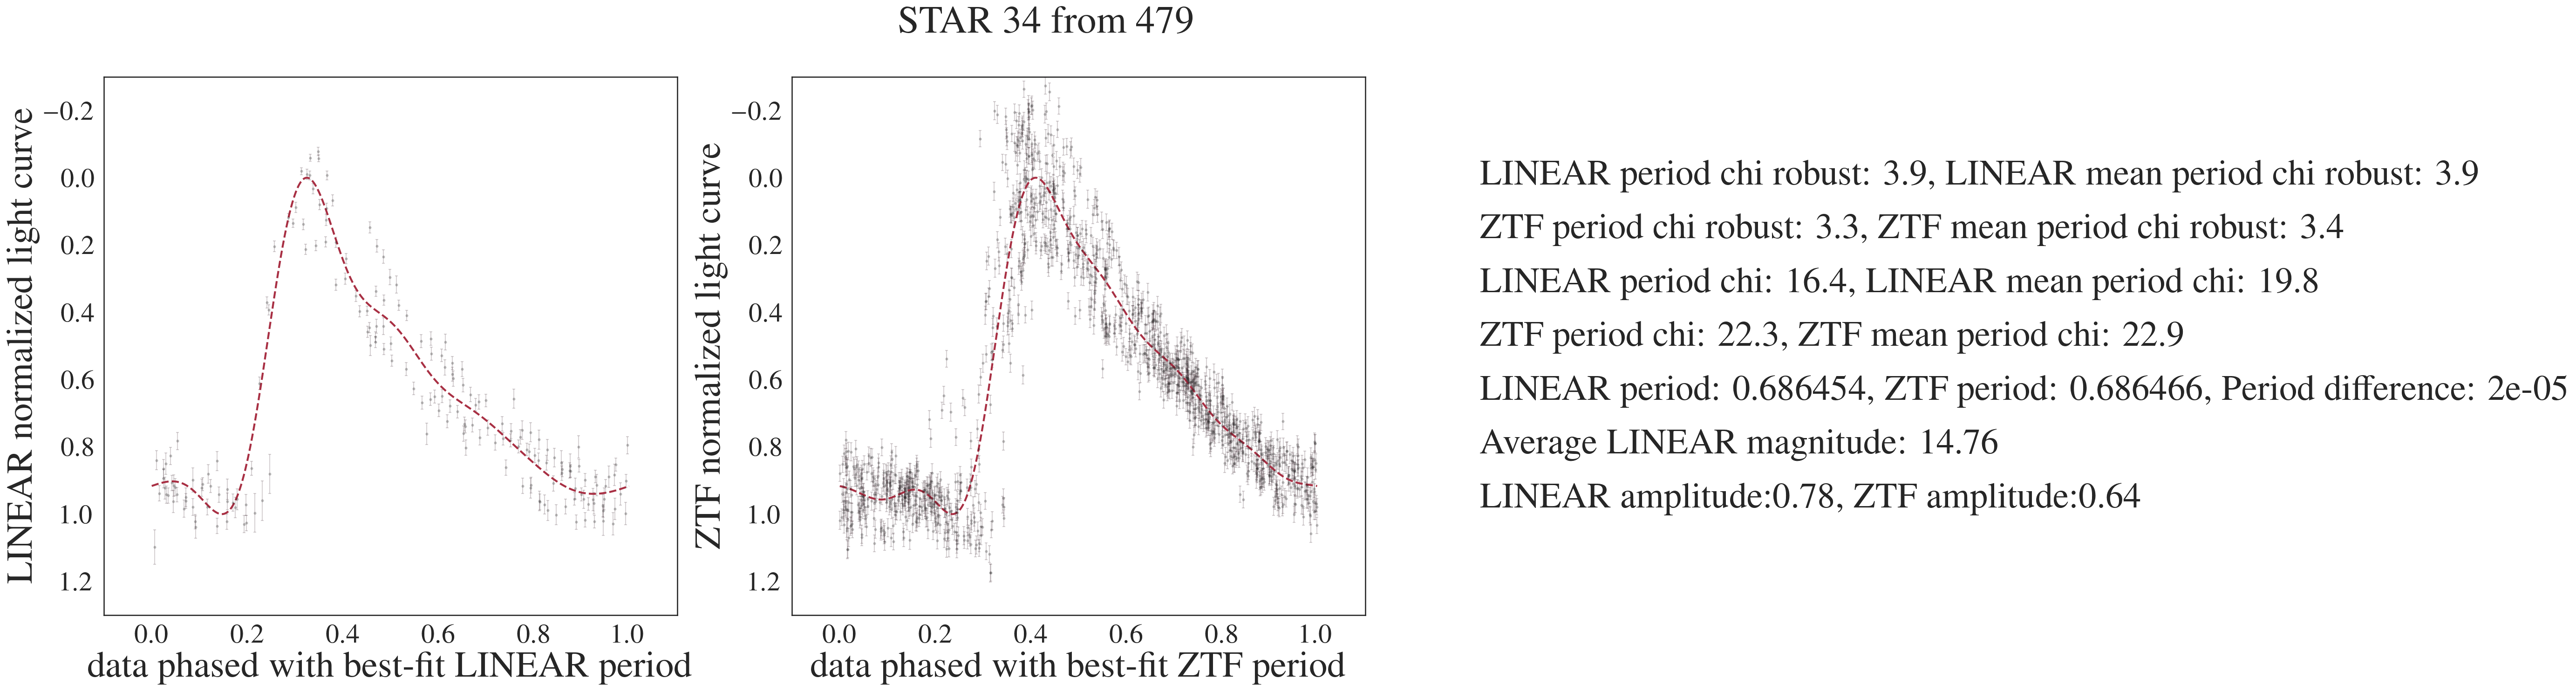 STAR 34 from 479
LINEAR normalized light curve
−0.2
0.0
0.2
0.4
0.6
0.8
1.0
1.2
0.0 0.2 0.4 0.6 0.8 1.0
data phased with best-fit LINEAR period
ZTF normalized light curve
−0.2
0.0
0.2
0.4
0.6
0.8
1.0
1.2
0.0 0.2 0.4 0.6 0.8 1.0
data phased with best-fit ZTF period
LINEAR period chi robust: 3.9, LINEAR mean period chi robust: 3.9
ZTF period chi robust: 3.3, ZTF mean period chi robust: 3.4
LINEAR period chi: 16.4, LINEAR mean period chi: 19.8
ZTF period chi: 22.3, ZTF mean period chi: 22.9
LINEAR period: 0.686454, ZTF period: 0.686466, Period difference: 2e-05
Average LINEAR magnitude: 14.76
LINEAR amplitude:0.78, ZTF amplitude:0.64